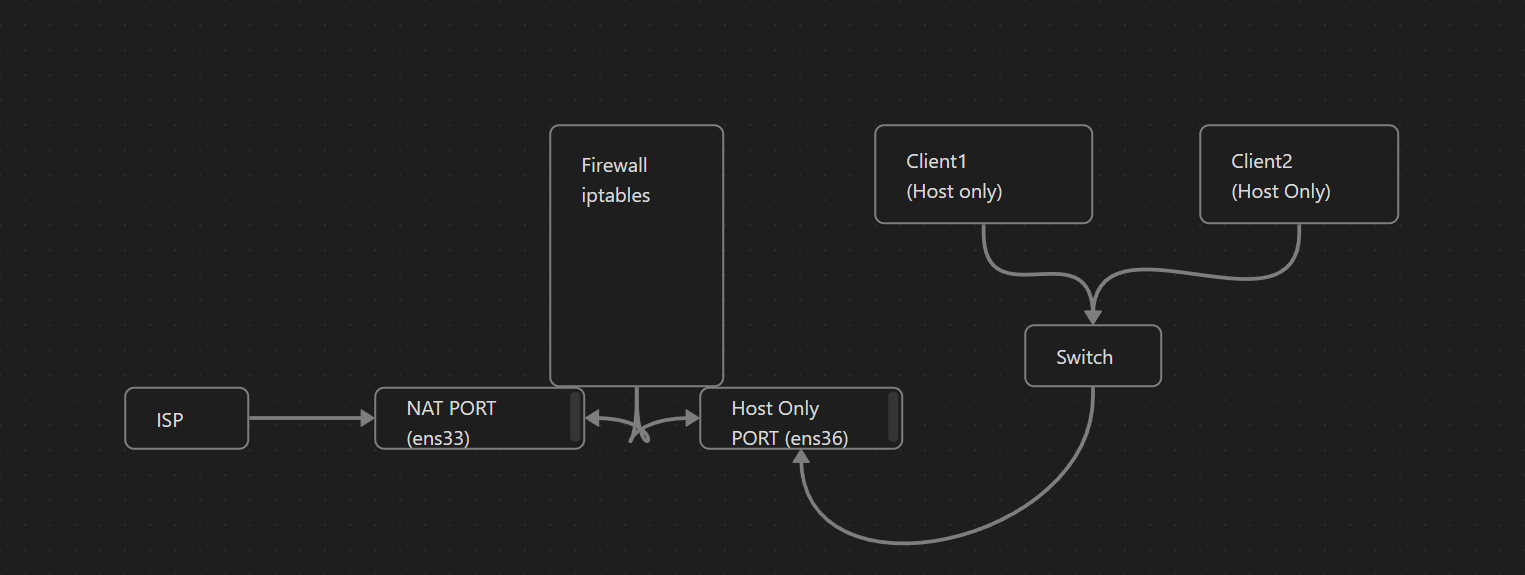 Firewall
iptables
Client1
(Host only)
Client2
(Host Only)
Switch
ISP
NAT PORT
(ens33)
Host Only
PORT (ens36)